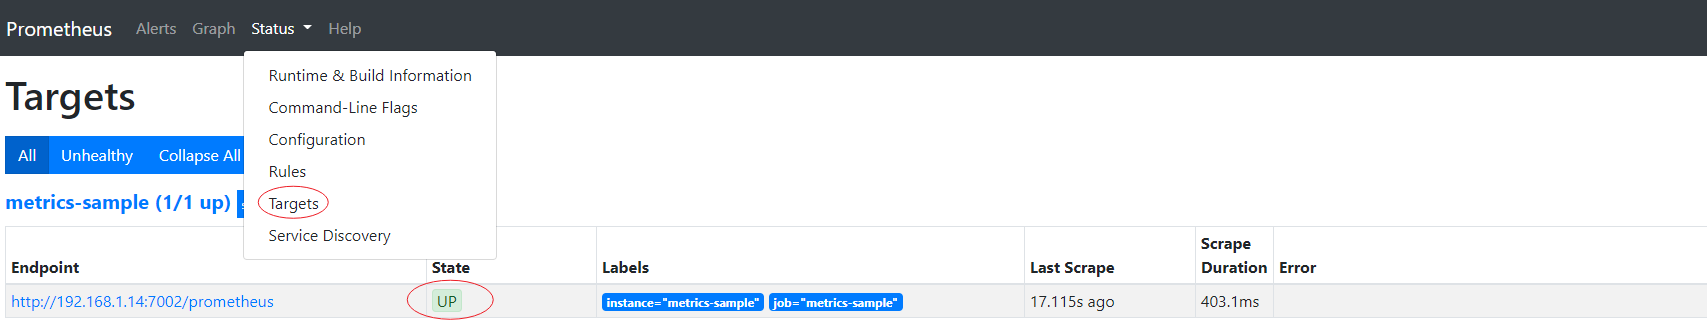 Prometheus Alerts Graph Status Help
Targets
Runtime & Build Information
Command-Line Flags
Configuration
Rules
Targets
Service Discovery
All Unhealthy Collapse All
metrics-sample (1/1 up)
Endpoint State Labels Last Scrape Scrape Duration Error
http://192.168.1.14:7002/prometheus UP instance="metrics-sample" job="metrics-sample" 17.115s ago 403.1ms